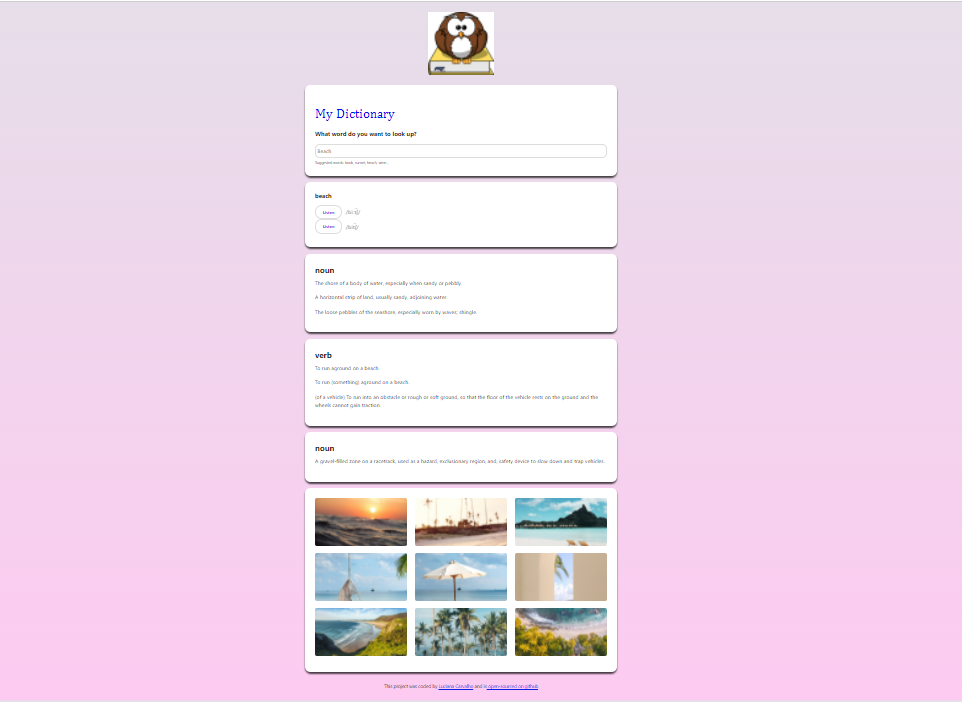 My Dictionary
What word do you want to look up?
Beach
Suggested words: book, sunset, beach, wine...
beach
Listen
Listen
noun
The shore of a body of water, especially when sandy or pebbly.
A horizontal strip of land, usually sandy, adjoining water.
The loose pebbles of the seashore, especially worn by waves; shingle.
verb
To run aground on a beach.
To run (something) aground on a beach.
(of a vehicle) To run into an obstacle or rough or soft ground, so that the floor of the vehicle rests on the ground and the
wheels cannot gain traction.
noun
A gravel-filled zone on a racetrack, used as a hazard, exclusionary region, and, safety device to slow down and trap vehicles.
This project was coded by Luciane Carvalho and is open-sourced on github